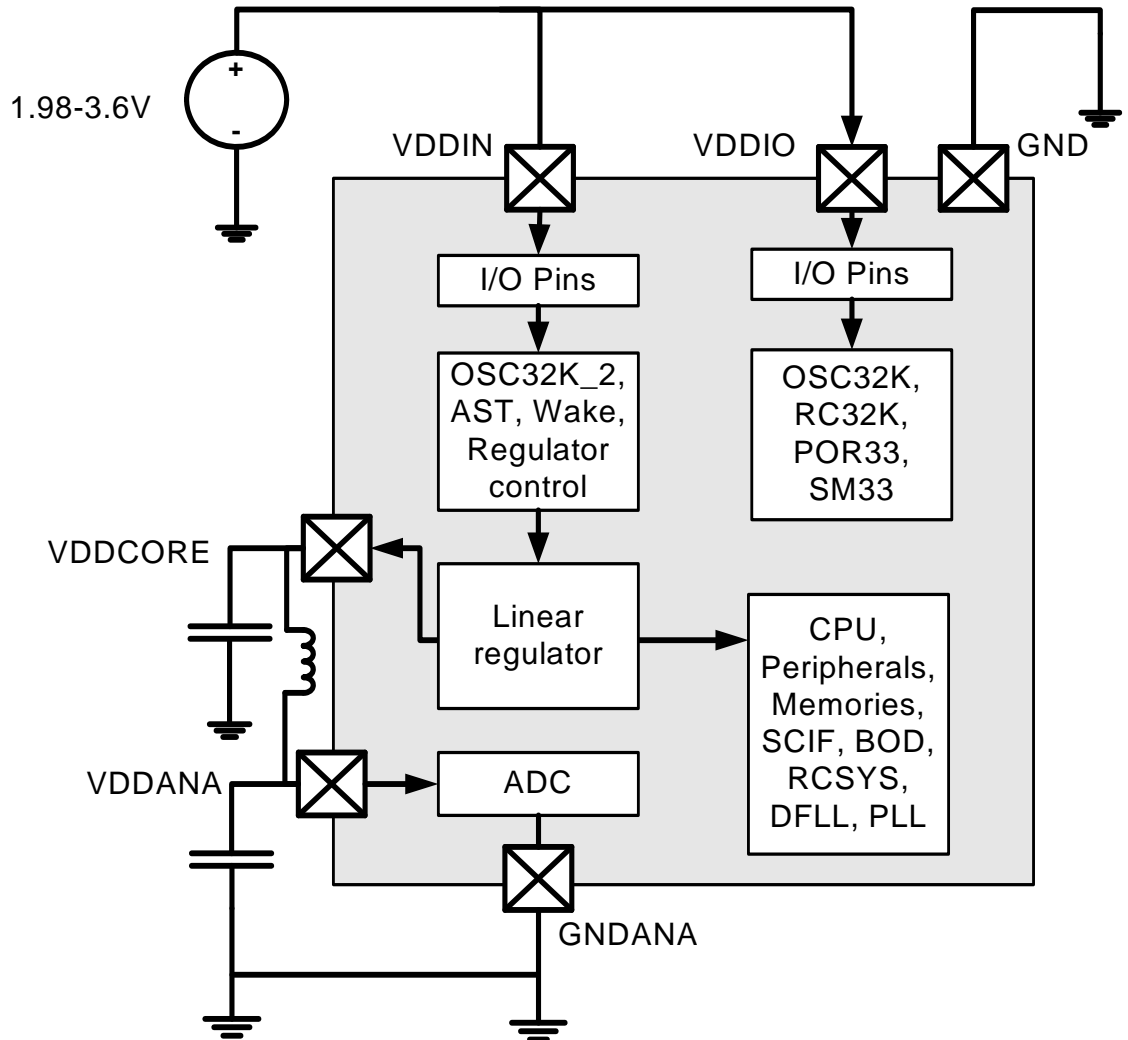 +
1.98-3.6V
-
VDDIN
VDDIO
GND
I/O Pins
I/O Pins
OSC32K_2,
AST, Wake,
Regulator
control
OSC32K,
RC32K,
POR33,
SM33
VDDCORE
Linear
regulator
CPU,
Peripherals,
Memories,
SCIF, BOD,
RCSYS,
DFLL, PLL
VDDANA
ADC
GNDANA